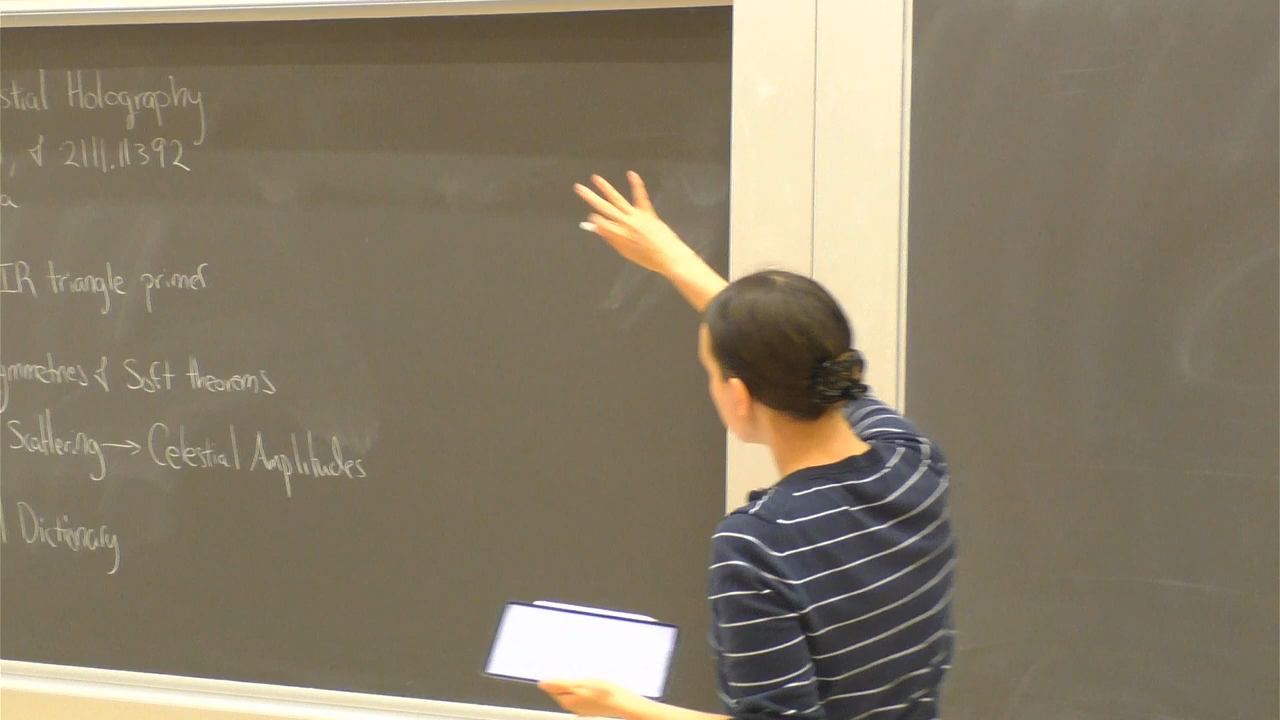 stial Holography
, & 2111.11392
a
IR triangle primer
ymmetries & Soft theorems
Scattering → Celestial Amplitudes
l Dictionary